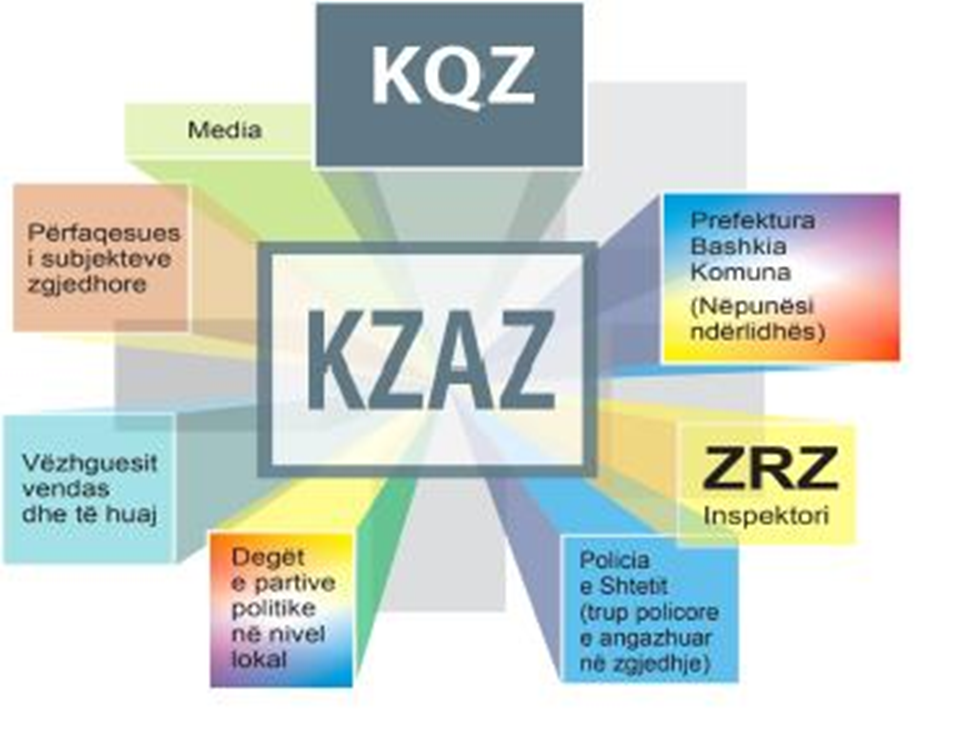 KQZ
Media
Përfaqesues
i subjekteve
zgjedhore
Prefektura
Bashkia
Komuna
(Nëpunësi
ndërlidhës)
KZAZ
Vëzhguesit
vendas
dhe të huaj
ZRZ
Inspektori
Degët
e partive
politike
në nivel
lokal
Policia
e Shtetit
(trup policore
e angazhuar
në zgjedhje)